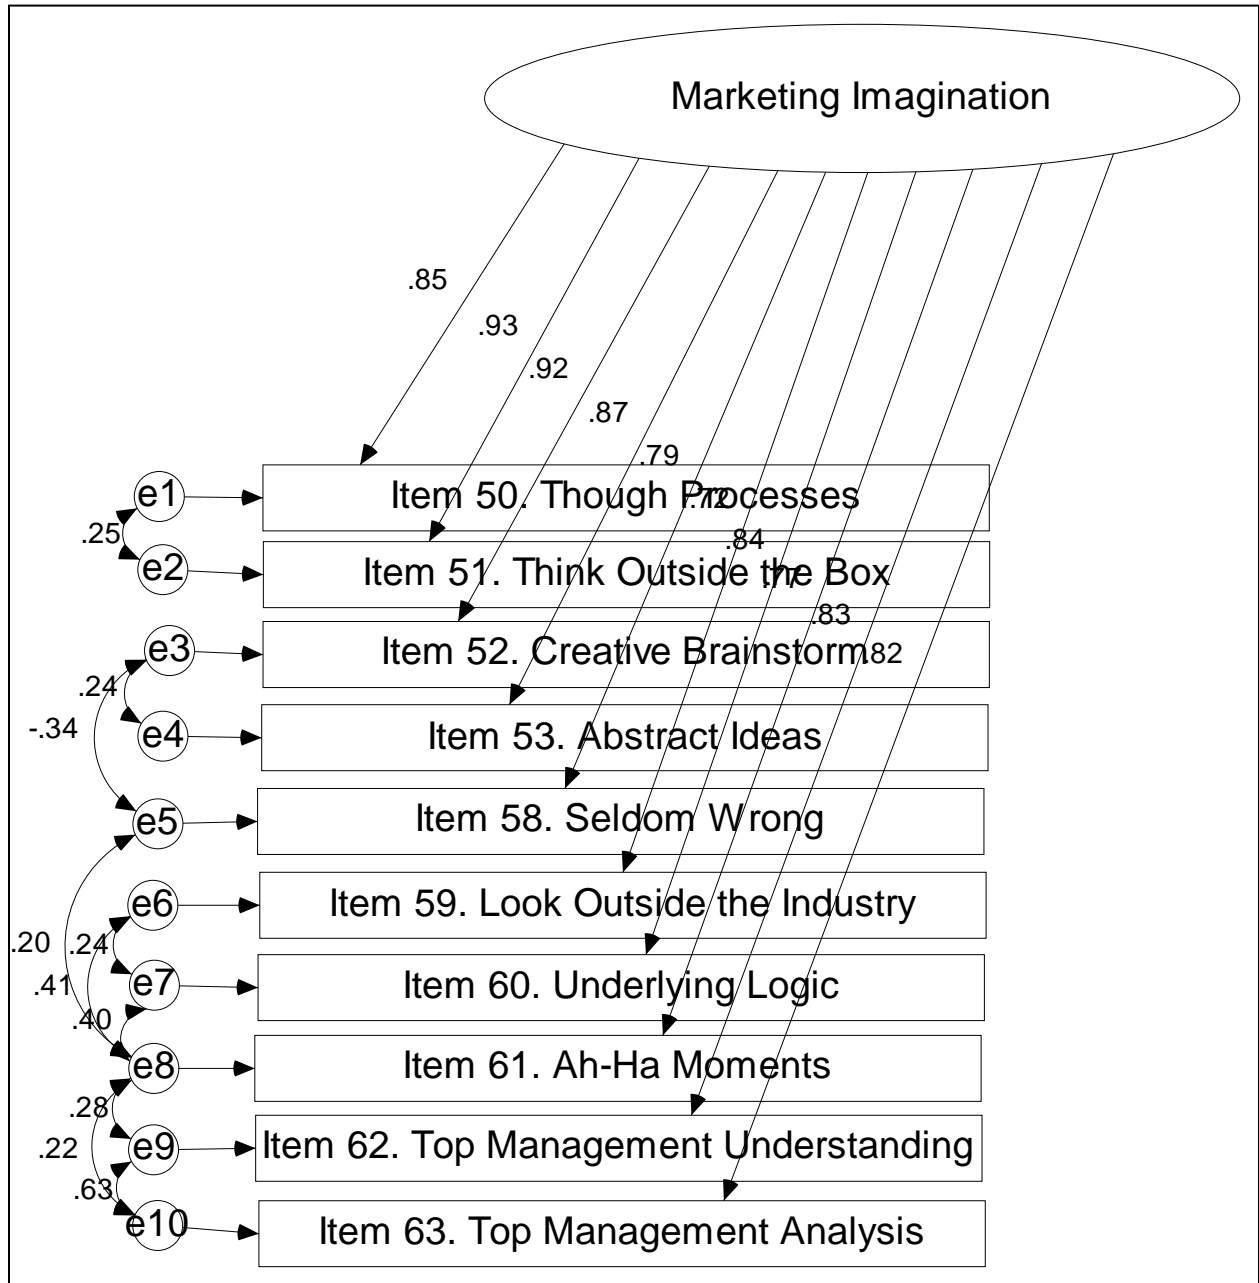 Marketing Imagination
.85
.93
.92
.87
.79
.72
.84
.77
.83
.82
e1
Item 50. Though Processes
.25
e2
Item 51. Think Outside the Box
e3
Item 52. Creative Brainstorm
.24
-.34
e4
Item 53. Abstract Ideas
e5
Item 58. Seldom Wrong
e6
Item 59. Look Outside the Industry
.20
.24
.41
e7
Item 60. Underlying Logic
.40
e8
Item 61. Ah-Ha Moments
.28
.22
e9
Item 62. Top Management Understanding
.63
e10
Item 63. Top Management Analysis